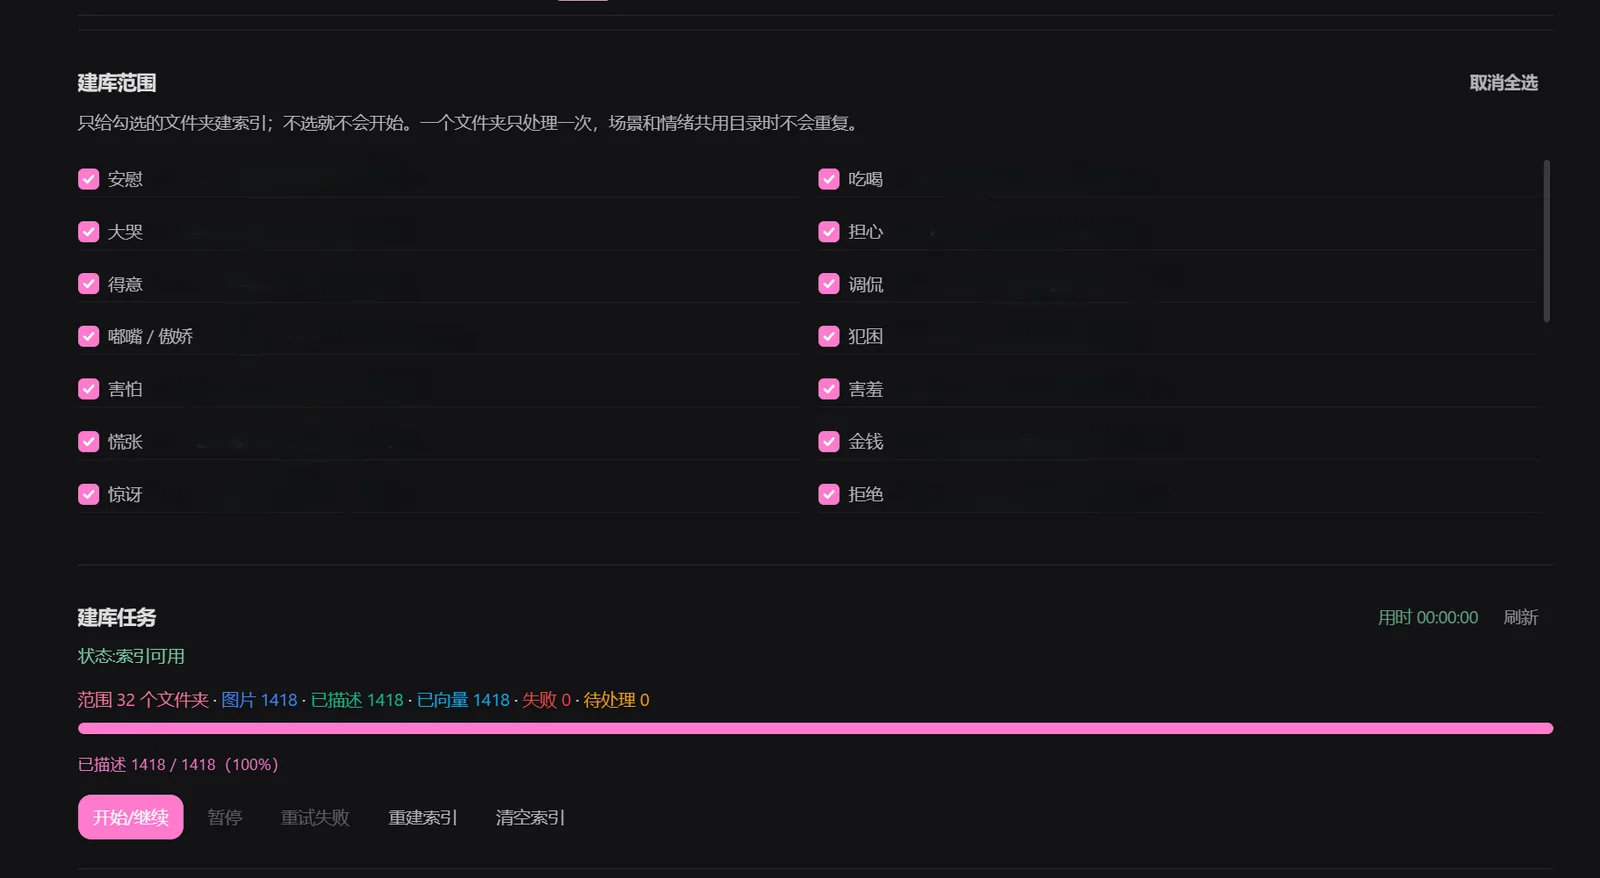 建库范围 取消全选
只给勾选的文件夹建索引；不选就不会开始。一个文件夹只处理一次，场景和情绪共用目录时不会重复。
安慰 吃喝
大哭 担心
得意 调侃
嘟嘴 / 傲娇 犯困
害怕 害羞
慌张 金钱
惊讶 拒绝
建库任务 用时 00:00:00 刷新
状态:索引可用
范围 32 个文件夹 · 图片 1418 · 已描述 1418 · 已向量 1418 · 失败 0 · 待处理 0
已描述 1418 / 1418（100%）
开始/继续 暂停 重试失败 重建索引 清空索引